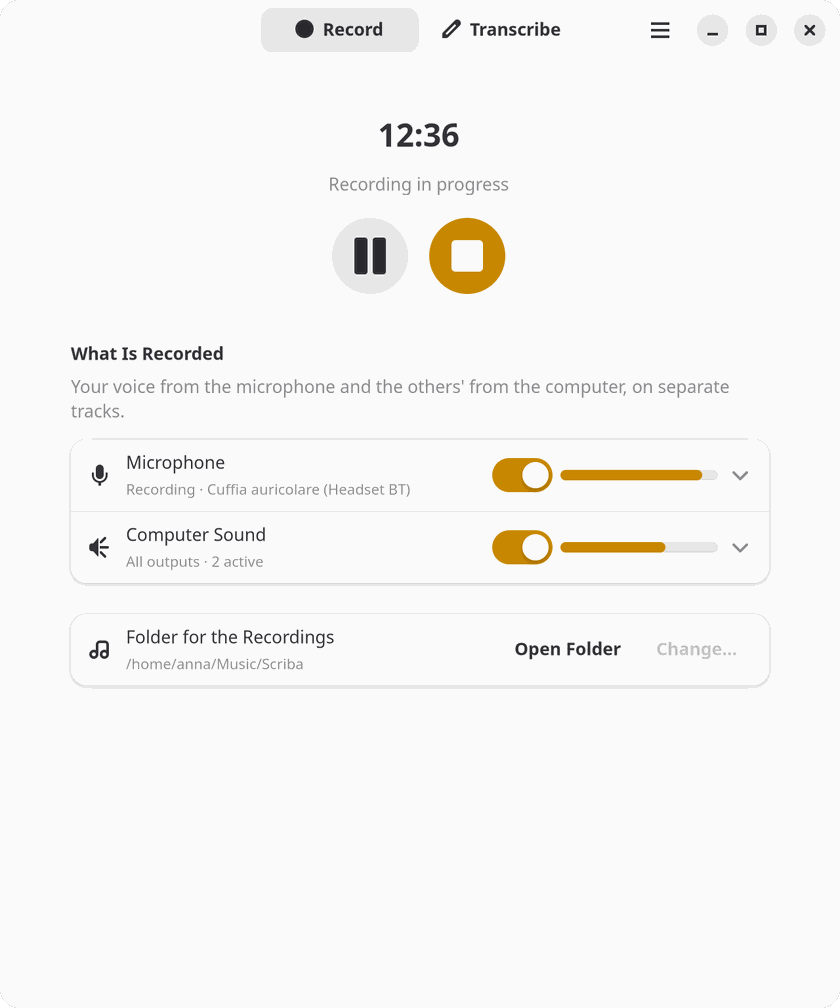 Record
Transcribe
12:36
Recording in progress
What Is Recorded
Your voice from the microphone and the others' from the computer, on separate
tracks.
Microphone
Recording · Cuffia auricolare (Headset BT)
Computer Sound
All outputs · 2 active
Folder for the Recordings
/home/anna/Music/Scriba
Open Folder
Change...